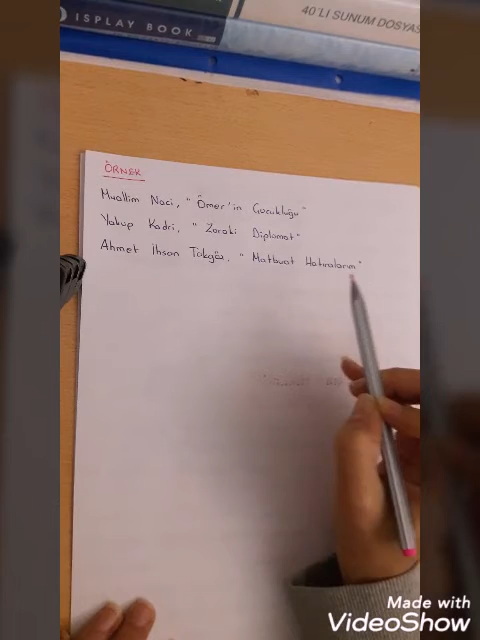 ISPLAY BOOK
40'LI SUNUM DOSYAS
ÖRNEK
Muallim Naci, " Ömer'in Çocukluğu"
Yakup Kadri, " Zoraki Diplomat"
Ahmet İhsan Tokgöz, " Matbuat Hatıralarım"
Made with
VideoShow